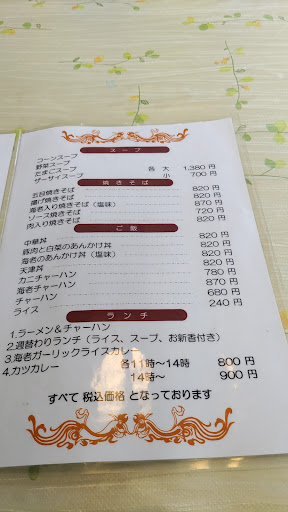 スープ
コーンスープ
野菜スープ
たまごスープ 各 大 1,380 円
ザーサイスープ 小 700 円
焼きそば
五目焼きそば 820 円
揚げ焼きそば 820 円
海老入り焼きそば（塩味） 870 円
ソース焼きそば 720 円
肉入り焼きそば 820 円
ご飯
中華丼 820 円
豚肉と白菜のあんかけ丼 820 円
海老のあんかけ丼（塩味） 820 円
天津丼 820 円
カニチャーハン 780 円
海老チャーハン 870 円
チャーハン 680 円
ライス 240 円
ランチ
1.ラーメン＆チャーハン
2.週替わりランチ（ライス、スープ、お新香付き）
3.海老ガーリックライスカレー
4.カツカレー 各11時〜14時 800 円
14時〜 900 円
すべて 税込価格 となっております